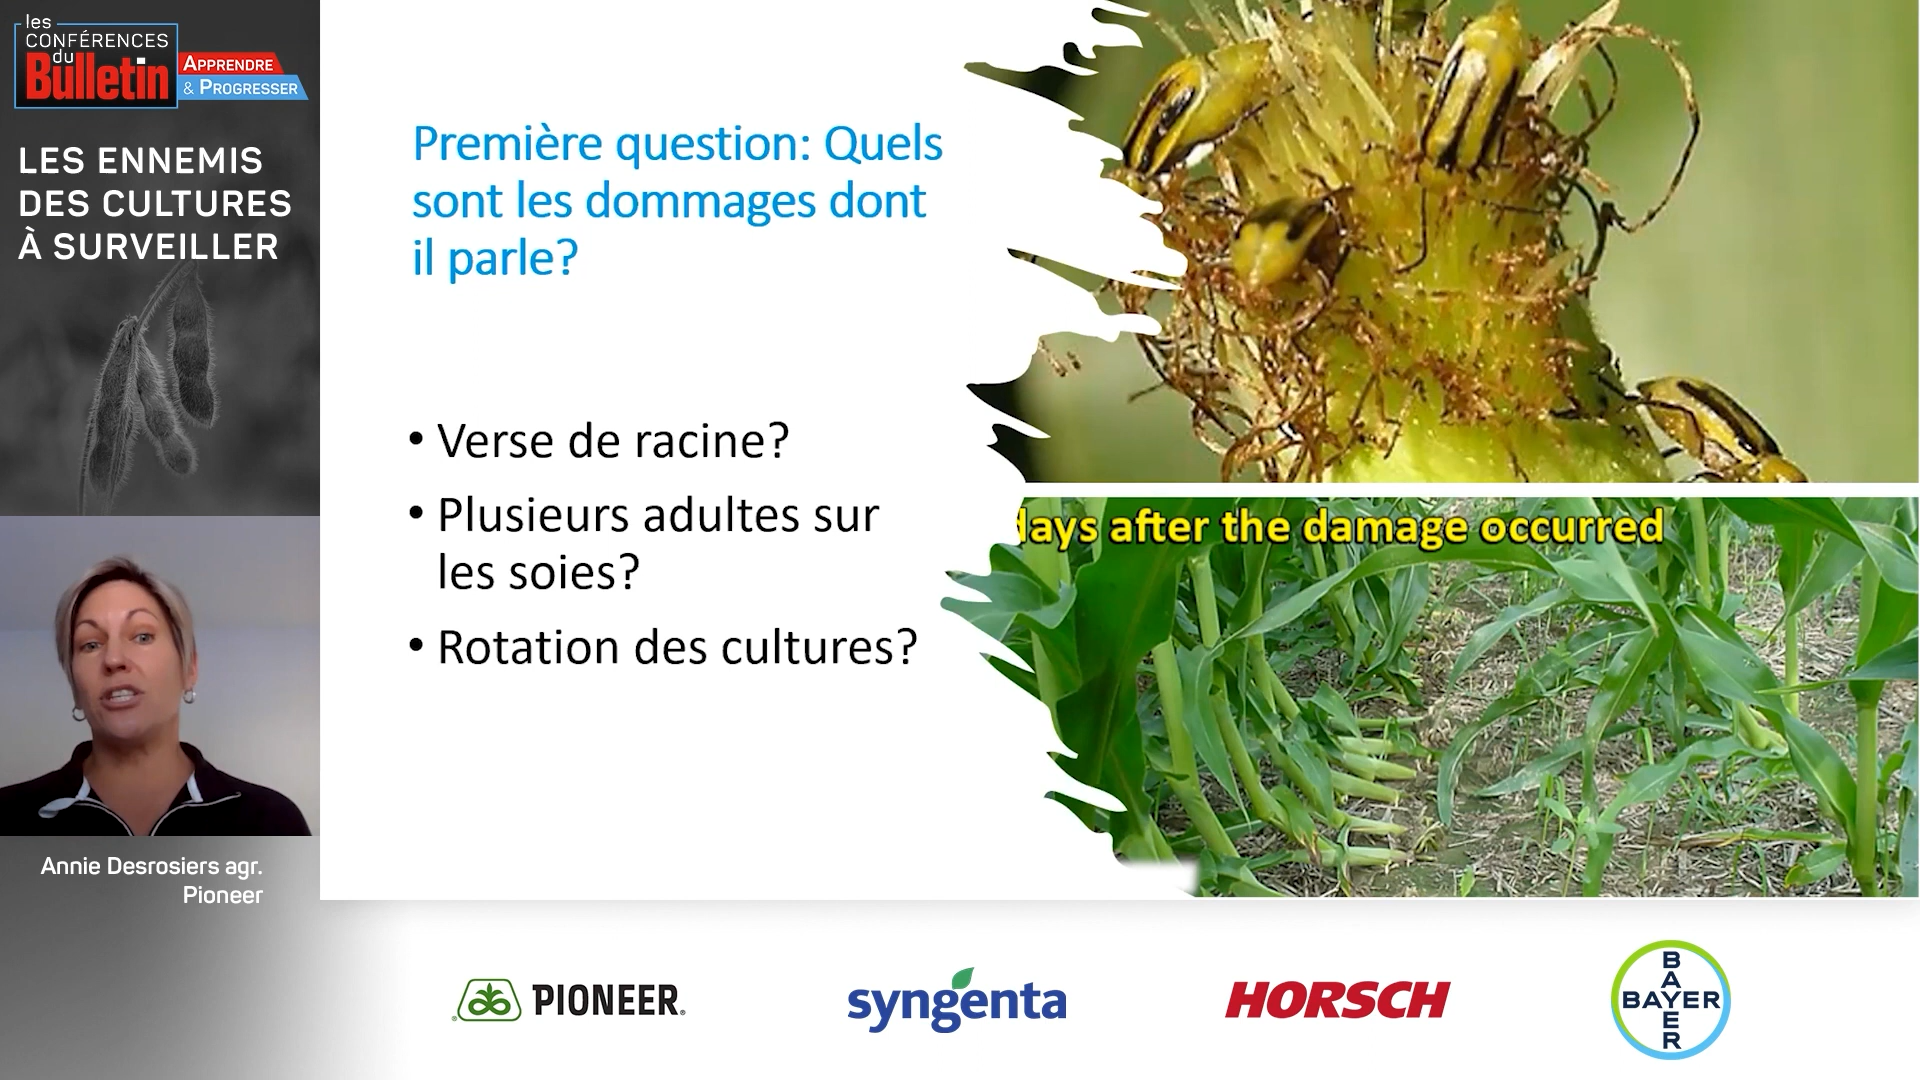 les
CONFÉRENCES
du
Bulletin
APPRENDRE
& PROGRESSER
LES ENNEMIS
DES CULTURES
À SURVEILLER
Annie Desrosiers agr.
Pioneer
Première question: Quels
sont les dommages dont
il parle?
• Verse de racine?
• Plusieurs adultes sur
les soies?
• Rotation des cultures?
days after the damage occurred
PIONEER
syngenta
HORSCH
BAYER
BAYER